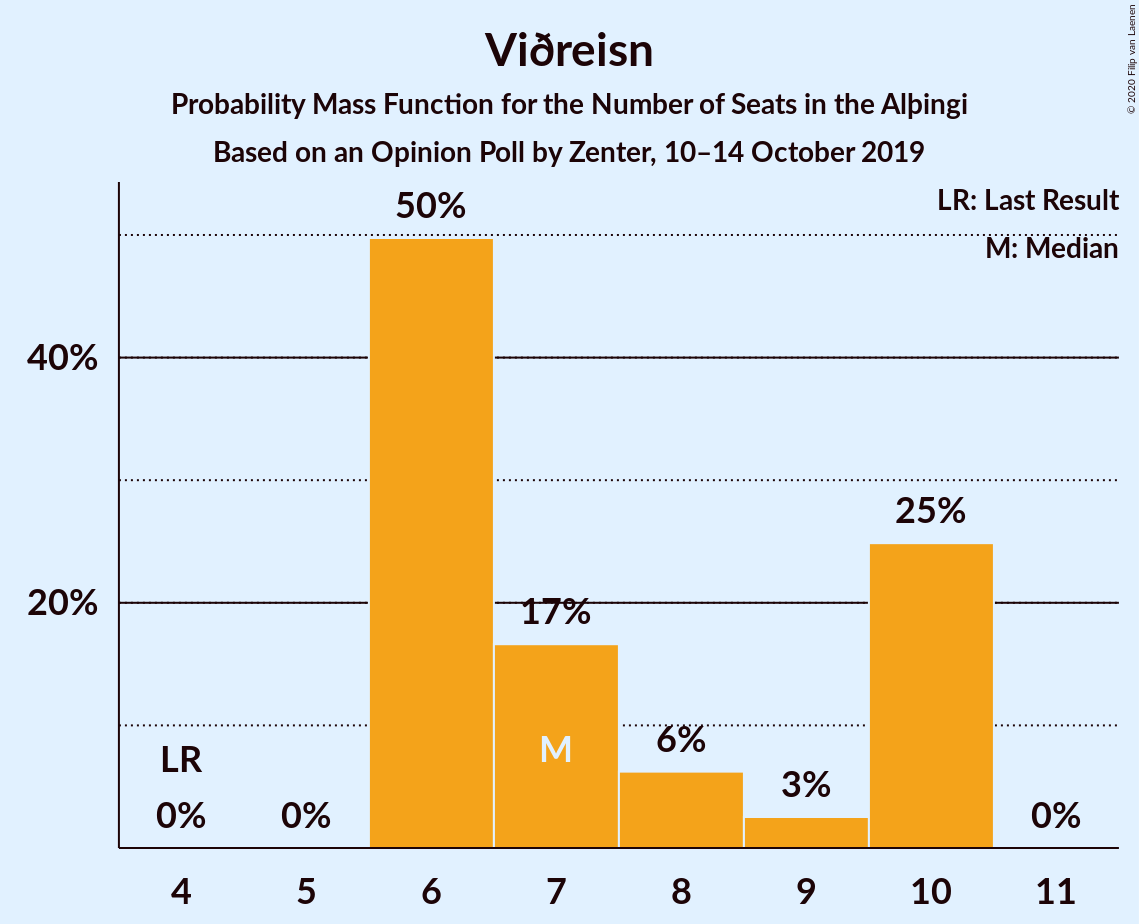 Viðreisn
Probability Mass Function for the Number of Seats in the Alþingi
Based on an Opinion Poll by Zenter, 10–14 October 2019
© 2020 Filip van Laenen
LR: Last Result
M: Median
50%
40%
25%
20%
17%
M
6%
3%
LR
0%
0%
0%
4 5 6 7 8 9 10 11